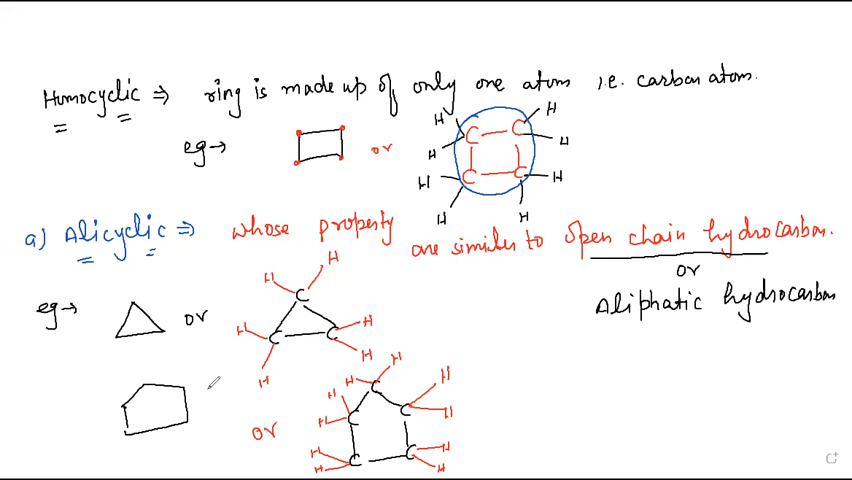 Homocyclic ⇒ ring is made up of only one atom i.e. carbon atom.
eg → or
H H
C C
H H
H C C H
H H
a) Alicyclic ⇒ whose property are similer to open chain hydrocarbon.
or
Aliphatic hydrocarbon
eg → or
H H
C
H C C H
H H
or
H H
C
H C H
H C H
H C C H
H H